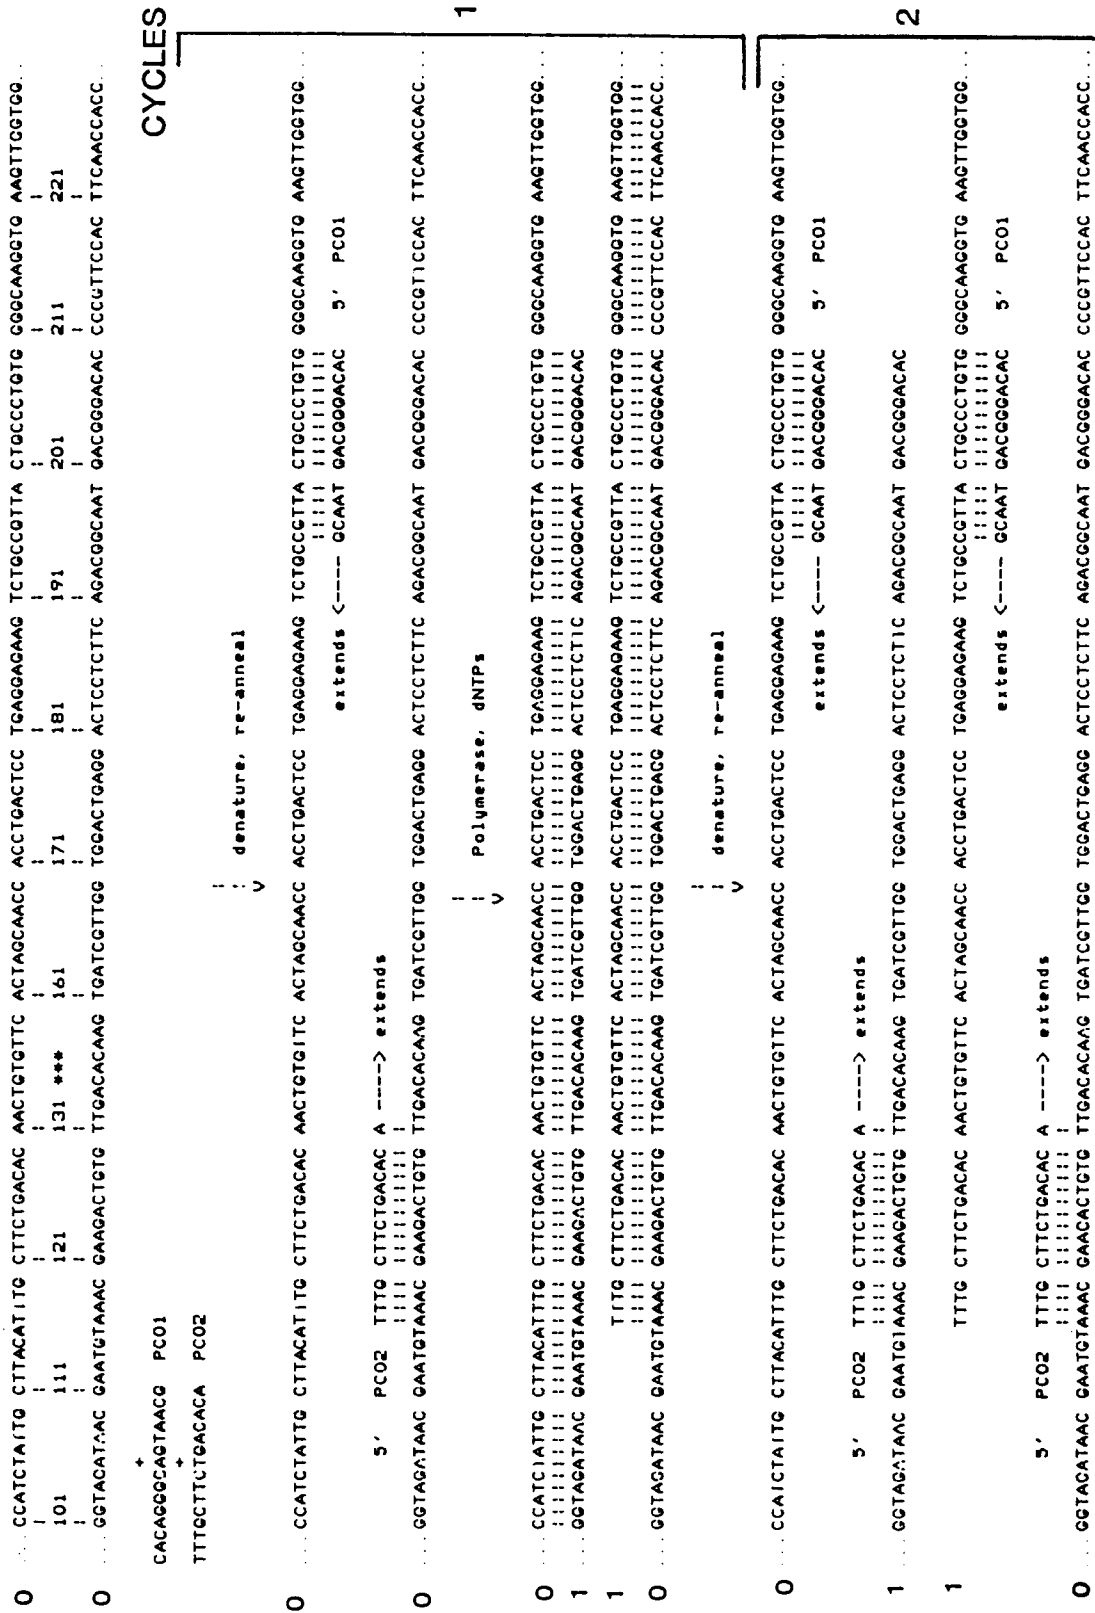 CYCLES
0 ...CCATCTATTG CTTACATTTG CTTCTGACAC AACTGTGTTC ACTAGCAACC ACCTGACTCC TGAGGAGAAG TCTGCCGTTA CTGCCCTGTG GGGCAAGGTG AAGTTGGTGG...
101 111 121 131 *** 161 171 181 191 201 211 221
0 ...GGTAGATAAC GAATGTAAAC GAAGACTGTG TTGACACAAG TGATCGTTGG TGGACTGAGG ACTCCTCTTC AGACGGCAAT GACGGGACAC CCCGTTCCAC TTCAACCACC...
+
CACAGGGCAGTAACG PC01
+
TTTGCTTCTGACACA PC02
denature, re-anneal
1
0 ...CCATCTATTG CTTACATTTG CTTCTGACAC AACTGTGTTC ACTAGCAACC ACCTGACTCC TGAGGAGAAG TCTGCCGTTA CTGCCCTGTG GGGCAAGGTG AAGTTGGTGG...
extends <---- GCAAT GACGGGACAC 5' PC01
5' PC02 TTTG CTTCTGACAC A ----> extends
0 ...GGTAGATAAC GAATGTAAAC GAAGACTGTG TTGACACAAG TGATCGTTGG TGGACTGAGG ACTCCTCTTC AGACGGCAAT GACGGGACAC CCCGTTCCAC TTCAACCACC...
Polymerase, dNTPs
0 ...CCATCTATTG CTTACATTTG CTTCTGACAC AACTGTGTTC ACTAGCAACC ACCTGACTCC TGAGGAGAAG TCTGCCGTTA CTGCCCTGTG GGGCAAGGTG AAGTTGGTGG...
1 ...GGTAGATAAC GAATGTAAAC GAAGACTGTG TTGACACAAG TGATCGTTGG TGGACTGAGG ACTCCTCTTC AGACGGCAAT GACGGGACAC
1 TTTG CTTCTGACAC AACTGTGTTC ACTAGCAACC ACCTGACTCC TGAGGAGAAG TCTGCCGTTA CTGCCCTGTG GGGCAAGGTG AAGTTGGTGG...
0 ...GGTAGATAAC GAATGTAAAC GAAGACTGTG TTGACACAAG TGATCGTTGG TGGACTGAGG ACTCCTCTTC AGACGGCAAT GACGGGACAC CCCGTTCCAC TTCAACCACC...
denature, re-anneal
2
0 ...CCATCTATTG CTTACATTTG CTTCTGACAC AACTGTGTTC ACTAGCAACC ACCTGACTCC TGAGGAGAAG TCTGCCGTTA CTGCCCTGTG GGGCAAGGTG AAGTTGGTGG...
extends <---- GCAAT GACGGGACAC 5' PC01
5' PC02 TTTG CTTCTGACAC A ----> extends
1 ...GGTAGATAAC GAATGTAAAC GAAGACTGTG TTGACACAAG TGATCGTTGG TGGACTGAGG ACTCCTCTTC AGACGGCAAT GACGGGACAC
1 TTTG CTTCTGACAC AACTGTGTTC ACTAGCAACC ACCTGACTCC TGAGGAGAAG TCTGCCGTTA CTGCCCTGTG GGGCAAGGTG AAGTTGGTGG...
extends <---- GCAAT GACGGGACAC 5' PC01
5' PC02 TTTG CTTCTGACAC A ----> extends
0 ...GGTAGATAAC GAATGTAAAC GAACACTGTG TTGACACAAG TGATCGTTGG TGGACTGAGG ACTCCTCTTC AGACGGCAAT GACGGGACAC CCCGTTCCAC TTCAACCACC...